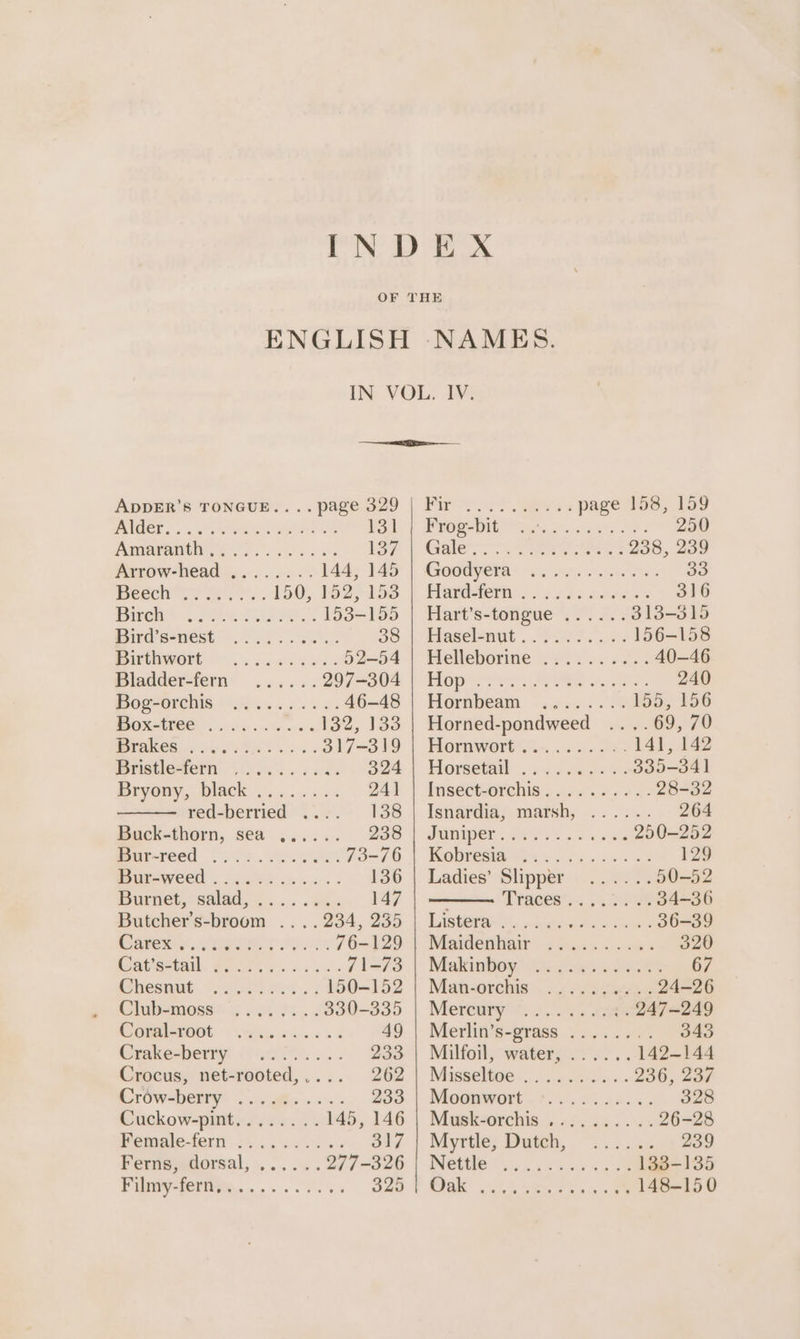 INDEX
OF THE
ENGLISH NAMES.
IN VOL. IV.
ADDER'S TONGUE.... page 329
Alder................ 131
Amaranth............ 137
Arrow-head ........ 144, 145
Beech ........ 150, 152, 153
Birch ............ 153–155
Bird's-nest .......... 38
Birthwort .......... 52–54
Bladder-fern ...... 297–304
Bog-orchis .......... 46–48
Box-tree .......... 132, 133
Brakes ............ 317–319
Bristle-fern .......... 324
Bryony, black ........ 241
——— red-berried .... 138
Buck-thorn, sea ...... 238
Bur-reed ............ 73–76
Bur-weed ............ 136
Burnet, salad, ........ 147
Butcher's-broom .... 234, 235
Carex .............. 76–129
Cat's-tail ............ 71–73
Chesnut .......... 150–152
Club-moss ........ 330–335
Coral-root .......... 49
Crake-berry ........ 233
Crocus, net-rooted, .... 262
Crow-berry .......... 233
Cuckow-pint........ 145, 146
Female-fern .......... 317
Ferns, dorsal, ...... 277–326
Filmy-fern............ 325
Fir ............ page 158, 159
Frog-bit ............ 250
Gale .............. 238, 239
Goodyera ............ 33
Hard-fern ............ 316
Hart's-tongue ...... 313–315
Hasel-nut .......... 156–158
Helleborine .......... 40–46
Hop ................ 240
Hornbeam ........ 155, 156
Horned-pondweed .... 69, 70
Hornwort .......... 141, 142
Horsetail .......... 335–341
Insect-orchis.......... 28–32
Isnardia, marsh, ...... 264
Juniper............ 250–252
Kobresia ............ 129
Ladies' Slipper ...... 50–52
——— Traces ........ 34–36
Listera .............. 36–39
Maidenhair .......... 320
Makinboy ............ 67
Man-orchis .......... 24–26
Mercury .......... 247–249
Merlin's-grass ........ 343
Milfoil, water, ...... 142–144
Misseltoe .......... 236, 237
Moonwort .......... 328
Musk-orchis .......... 26–28
Myrtle, Dutch, ...... 239
Nettle ............ 133–135
Oak .............. 148–150